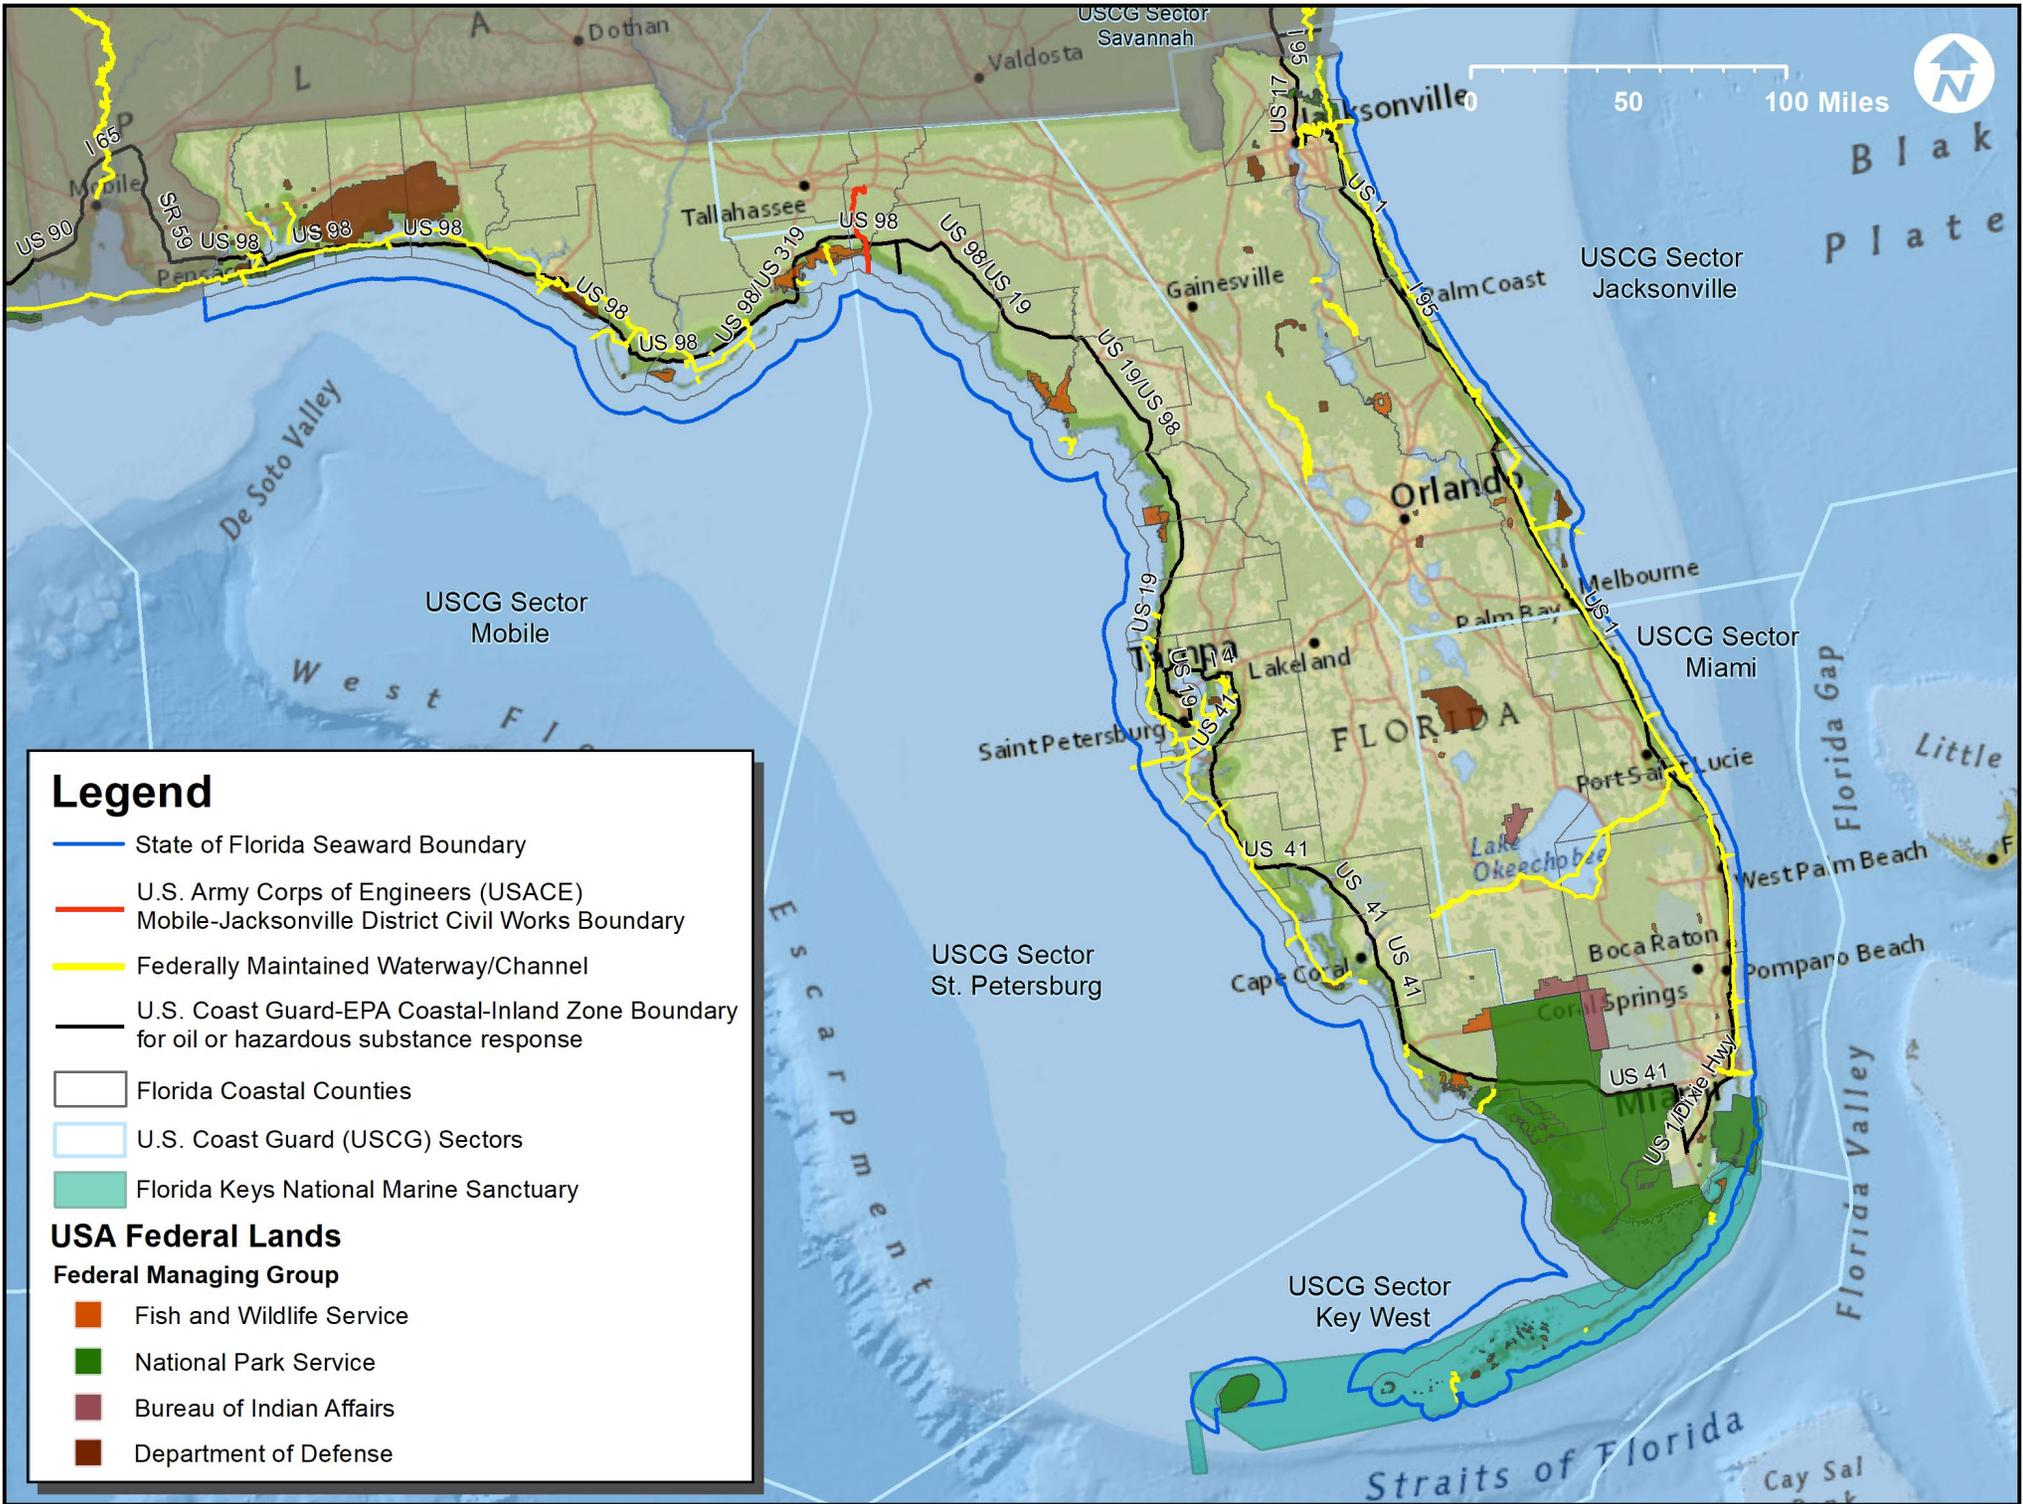 USCG Sector
Savannah
A
Dothan
Valdosta
L
P
I 95
US 17
Jacksonville
0 50 100 Miles
N
I 65
Mobile
SR 59
US 90
US 98
US 98
US 98
Tallahassee
US 98
US 1
Blak
Plate
Pensac
US 98
US 98
US 98/US 319
US 98/US 19
Gainesville
I 95
Palm Coast
USCG Sector
Jacksonville
De Soto Valley
US 19/US 98
Orlando
USCG Sector
Mobile
US 19
Melbourne
Palm Bay
US 1
USCG Sector
Miami
West Flo
Tampa
US 19
I 4
Lakeland
US 41
Saint Petersburg
FLORIDA
Port Saint Lucie
Florida Gap
Little
F
Lake
Okeechobee
West Palm Beach
US 41
US 41
US 41
Escarpment
USCG Sector
St. Petersburg
Cape Coral
Boca Raton
Pompano Beach
Coral Springs
US 41
Miami
US 1/Dixie Hwy
Florida Valley
USCG Sector
Key West
Straits of Florida
Cay Sal
Legend
State of Florida Seaward Boundary
U.S. Army Corps of Engineers (USACE)
Mobile-Jacksonville District Civil Works Boundary
Federally Maintained Waterway/Channel
U.S. Coast Guard-EPA Coastal-Inland Zone Boundary
for oil or hazardous substance response
Florida Coastal Counties
U.S. Coast Guard (USCG) Sectors
Florida Keys National Marine Sanctuary
USA Federal Lands
Federal Managing Group
Fish and Wildlife Service
National Park Service
Bureau of Indian Affairs
Department of Defense